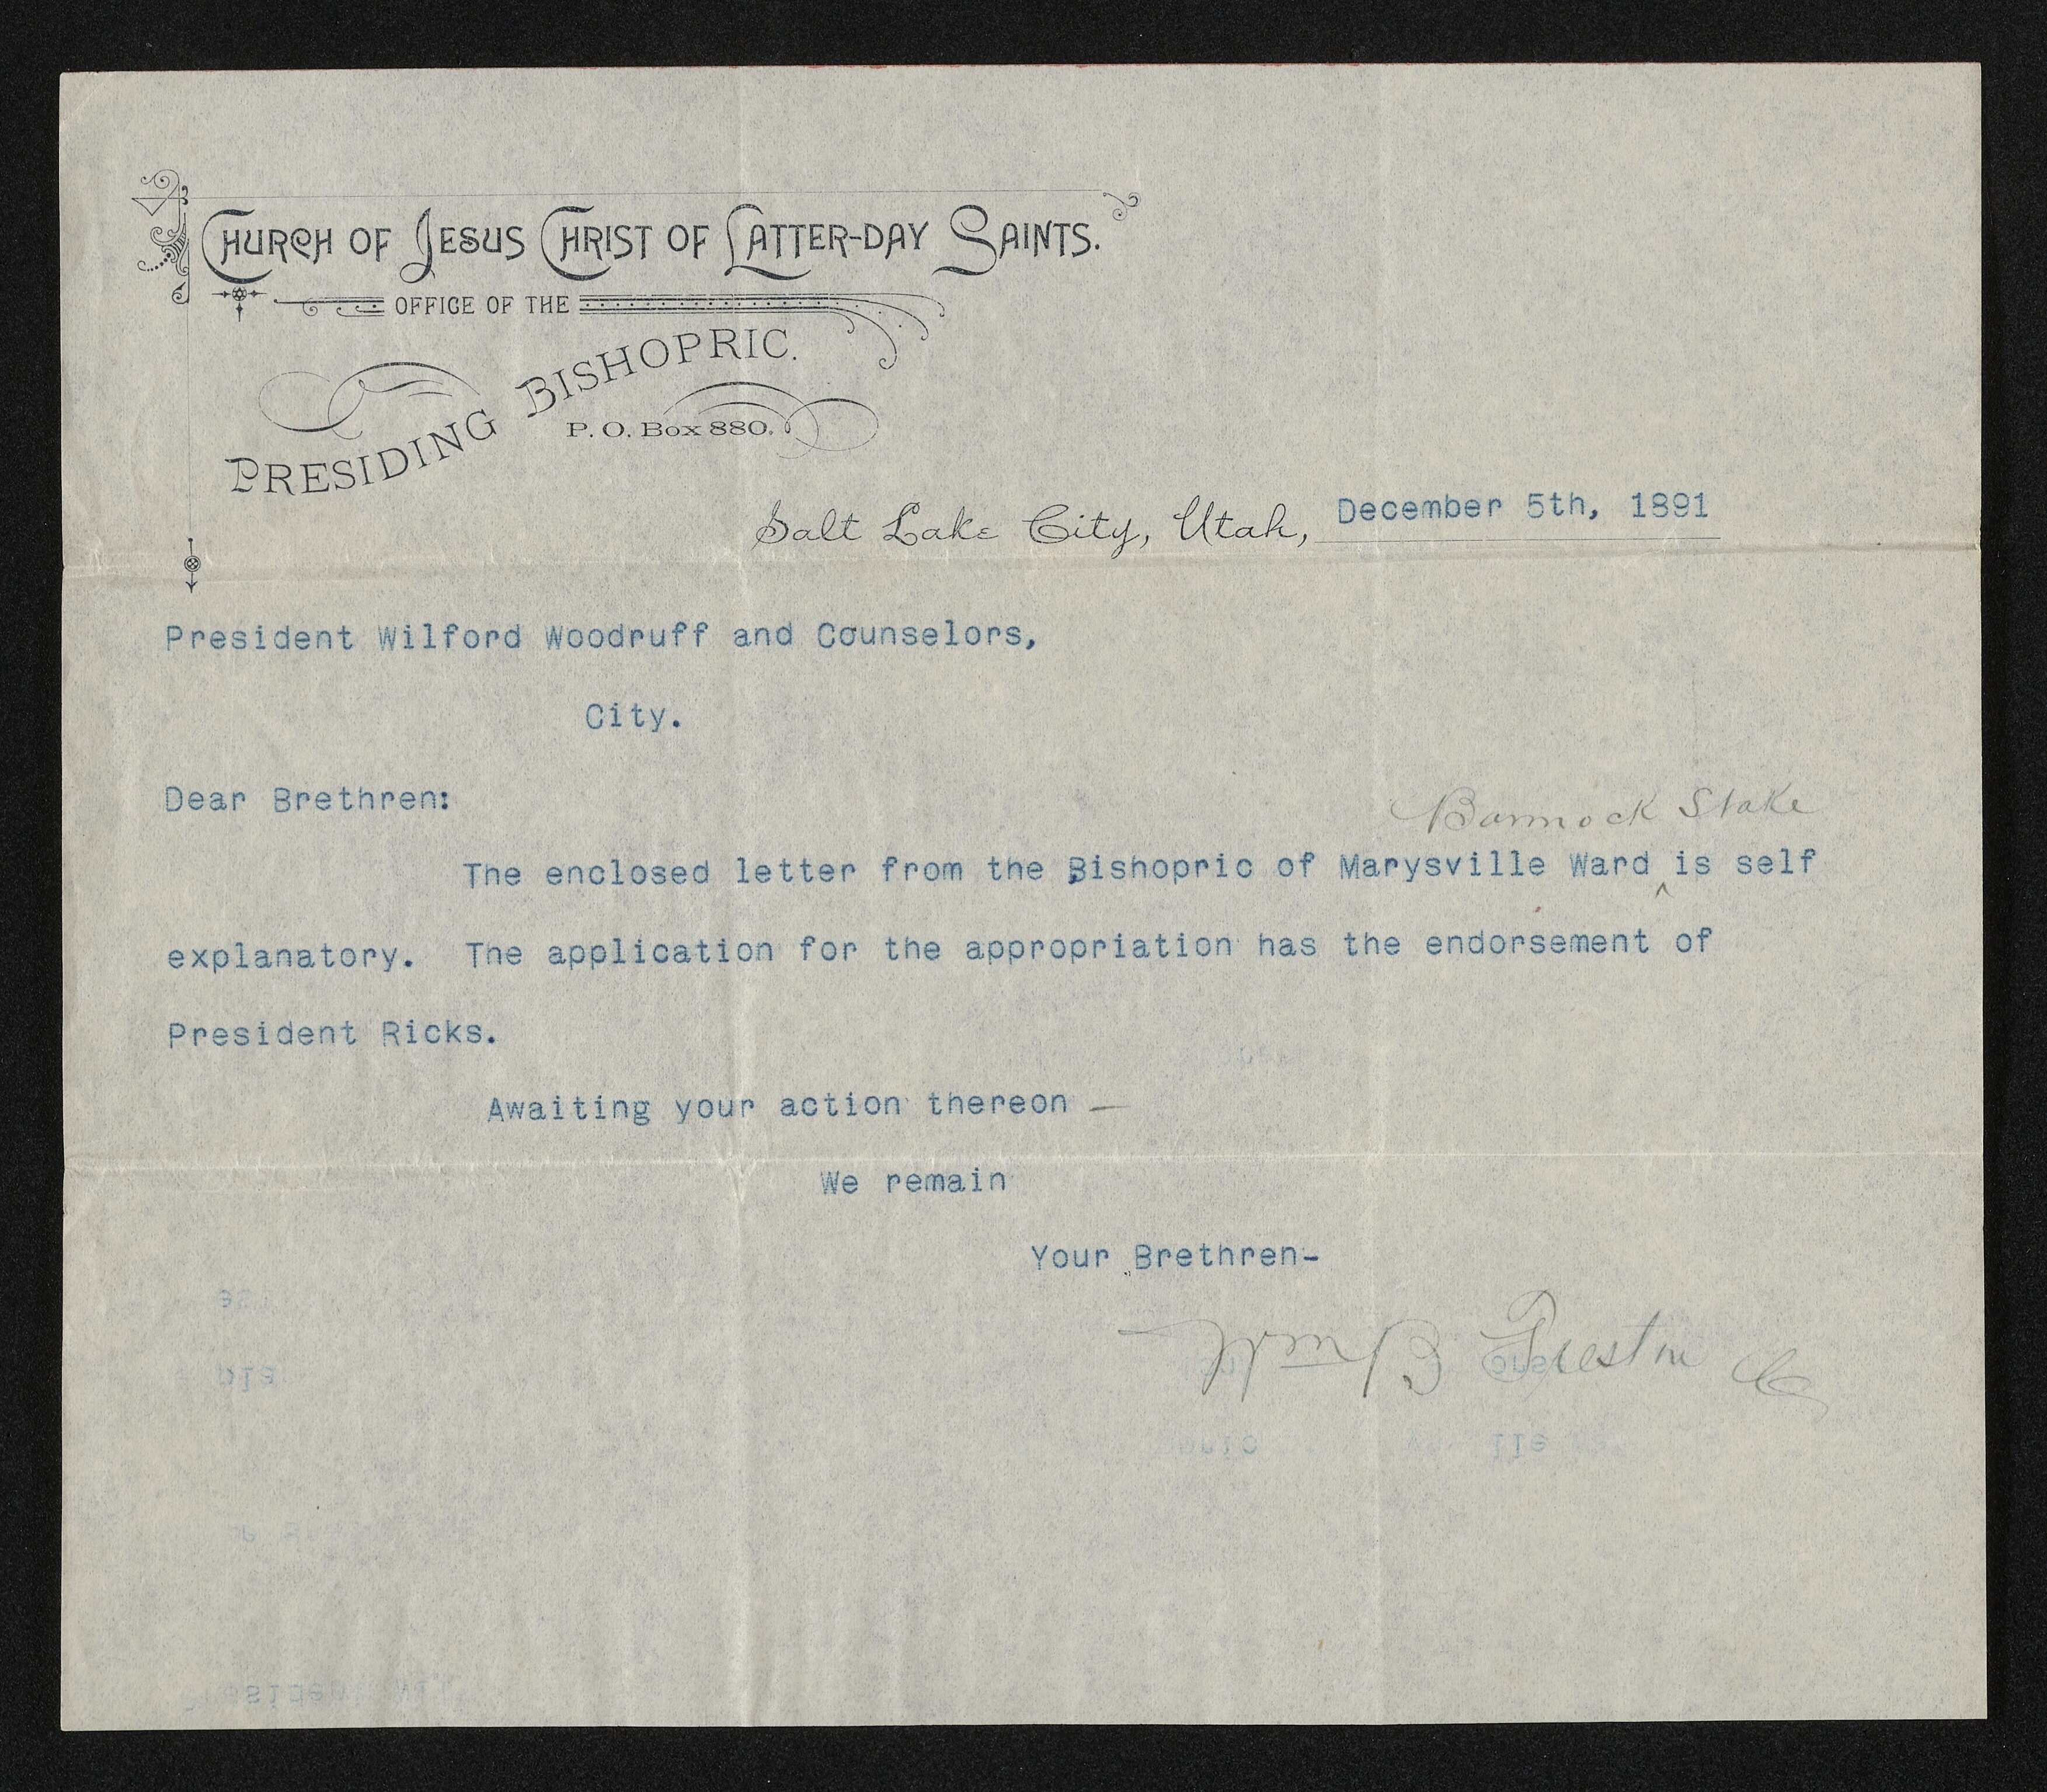 CHURCH OF JESUS CHRIST OF LATTER-DAY SAINTS.
OFFICE OF THE
PRESIDING BISHOPRIC.
P. O. Box 880.
Salt Lake City, Utah, December 5th, 1891
President Wilford Woodruff and Counselors,
City.
Dear Brethren:
Bannock Stake
The enclosed letter from the Bishopric of Marysville Ward ^ is self
explanatory. The application for the appropriation has the endorsement of
President Ricks.
Awaiting your action thereon —
We remain
Your Brethren-
Wm B Preston